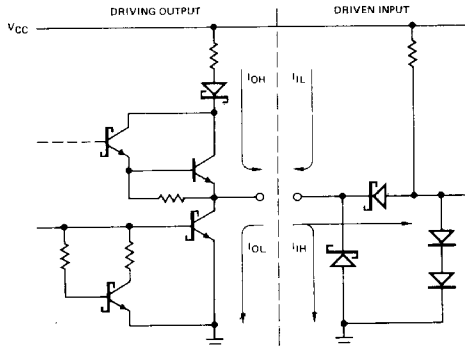 DRIVING OUTPUT
DRIVEN INPUT
VCC
IOH
IIL
IOL
IIH